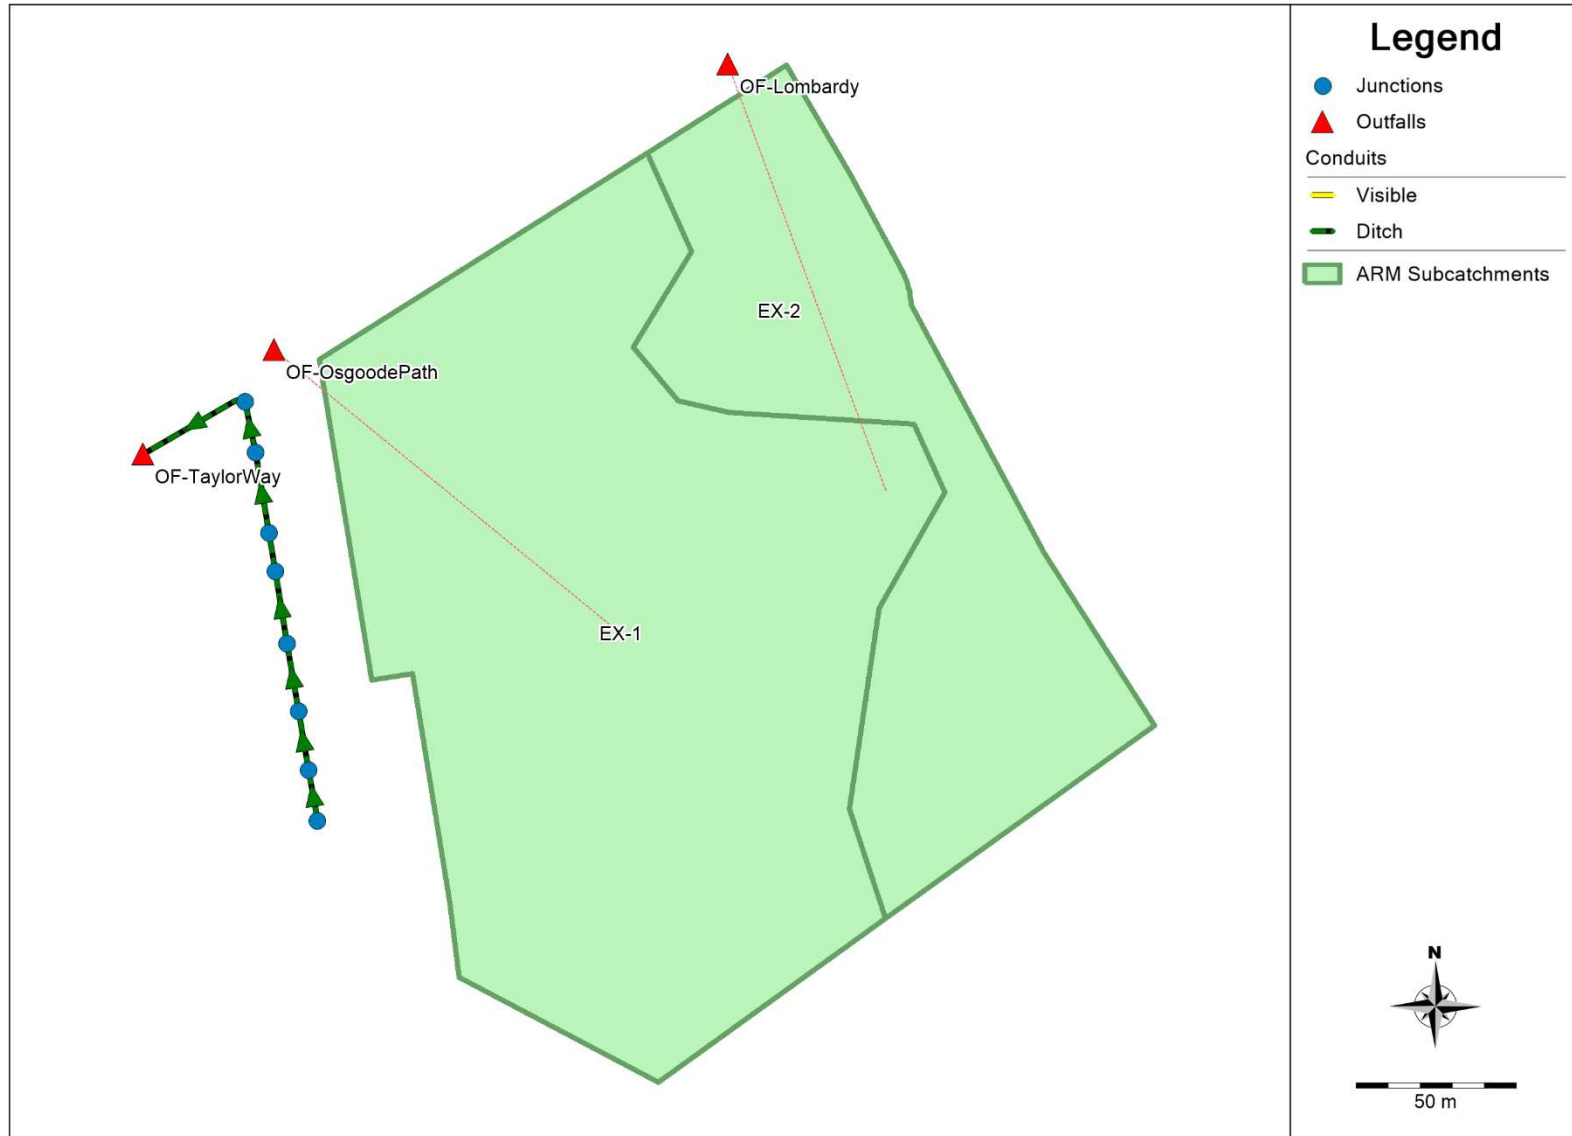 OF-Lombardy
EX-2
OF-OsgoodePath
OF-TaylorWay
EX-1
Legend
Junctions
Outfalls
Conduits
Visible
Ditch
ARM Subcatchments
N
50 m